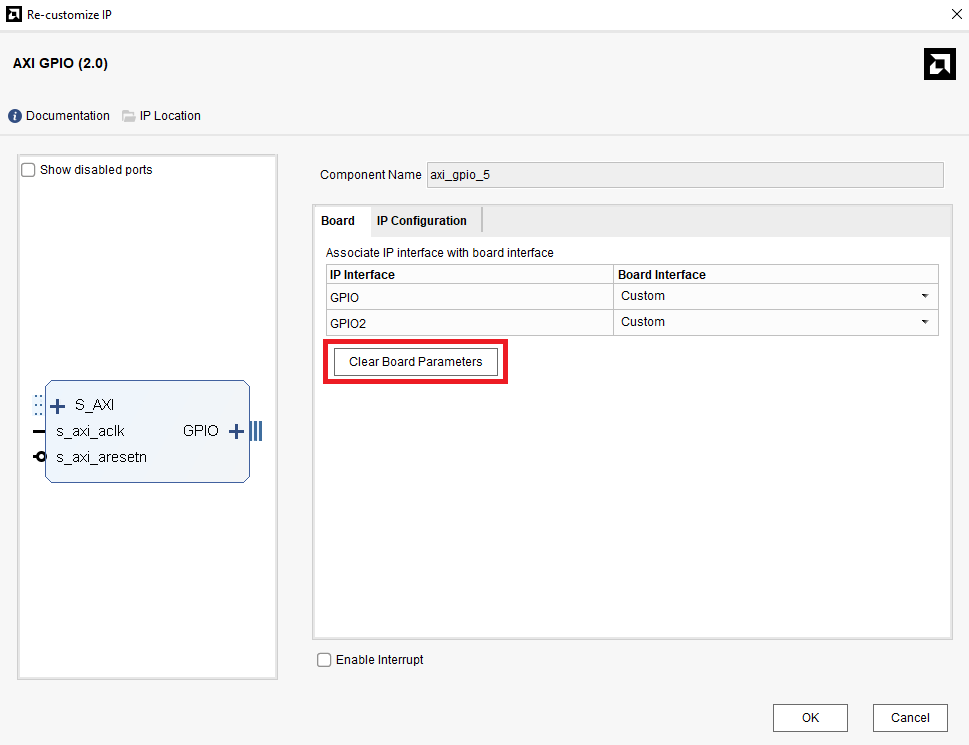 Re-customize IP
AXI GPIO (2.0)
Documentation IP Location
Show disabled ports
S_AXI
s_axi_aclk GPIO
s_axi_aresetn
Component Name axi_gpio_5
Board IP Configuration
Associate IP interface with board interface
IP Interface Board Interface
GPIO Custom
GPIO2 Custom
Clear Board Parameters
Enable Interrupt
OK Cancel